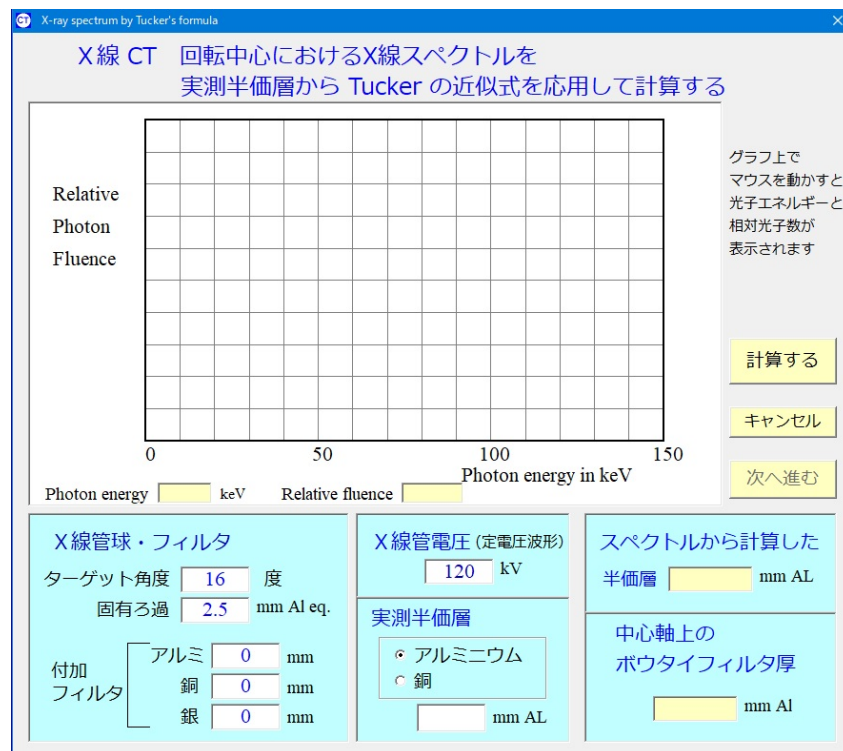 CT X-ray spectrum by Tucker's formula
X線 CT 回転中心におけるX線スペクトルを
実測半価層から Tucker の近似式を応用して計算する
Relative
Photon
Fluence
0 50 100 150
Photon energy in keV
Photon energy keV Relative fluence
グラフ上で
マウスを動かすと
光子エネルギーと
相対光子数が
表示されます
計算する
キャンセル
次へ進む
X線管球・フィルタ
ターゲット角度 16 度
固有ろ過 2.5 mm Al eq.
付加
フィルタ
アルミ 0 mm
銅 0 mm
銀 0 mm
X線管電圧 (定電圧波形)
120 kV
実測半価層
アルミニウム
銅
mm AL
スペクトルから計算した
半価層 mm AL
中心軸上の
ボウタイフィルタ厚
mm Al